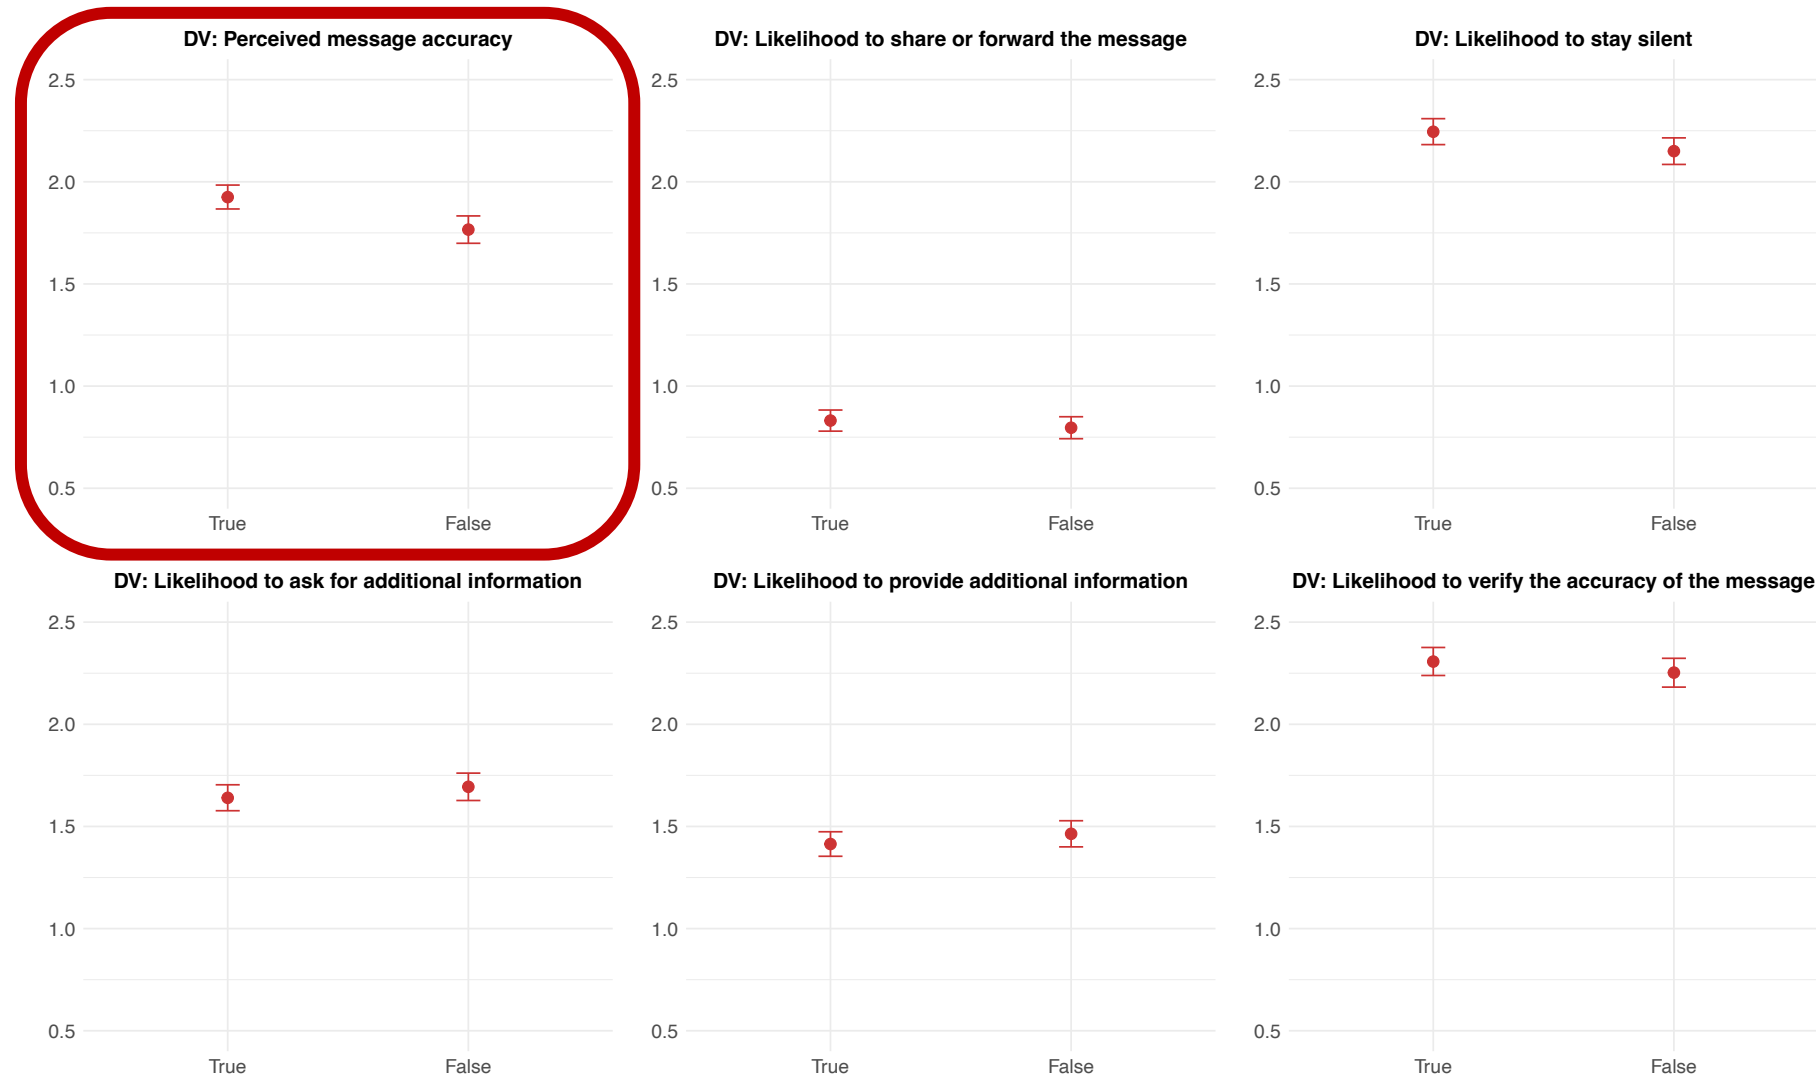 DV: Perceived message accuracy
2.5
2.0
1.5
1.0
0.5
True False
DV: Likelihood to share or forward the message
2.5
2.0
1.5
1.0
0.5
True False
DV: Likelihood to stay silent
2.5
2.0
1.5
1.0
0.5
True False
DV: Likelihood to ask for additional information
2.5
2.0
1.5
1.0
0.5
True False
DV: Likelihood to provide additional information
2.5
2.0
1.5
1.0
0.5
True False
DV: Likelihood to verify the accuracy of the message
2.5
2.0
1.5
1.0
0.5
True False